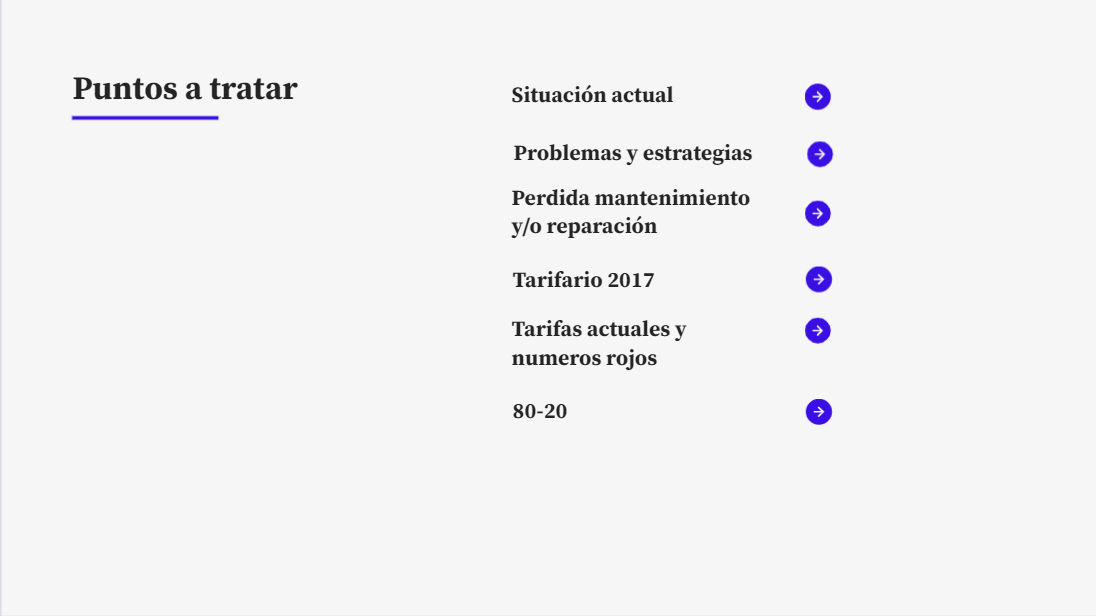 Puntos a tratar
Situación actual
Problemas y estrategias
Perdida mantenimiento
y/o reparación
Tarifario 2017
Tarifas actuales y
numeros rojos
80-20